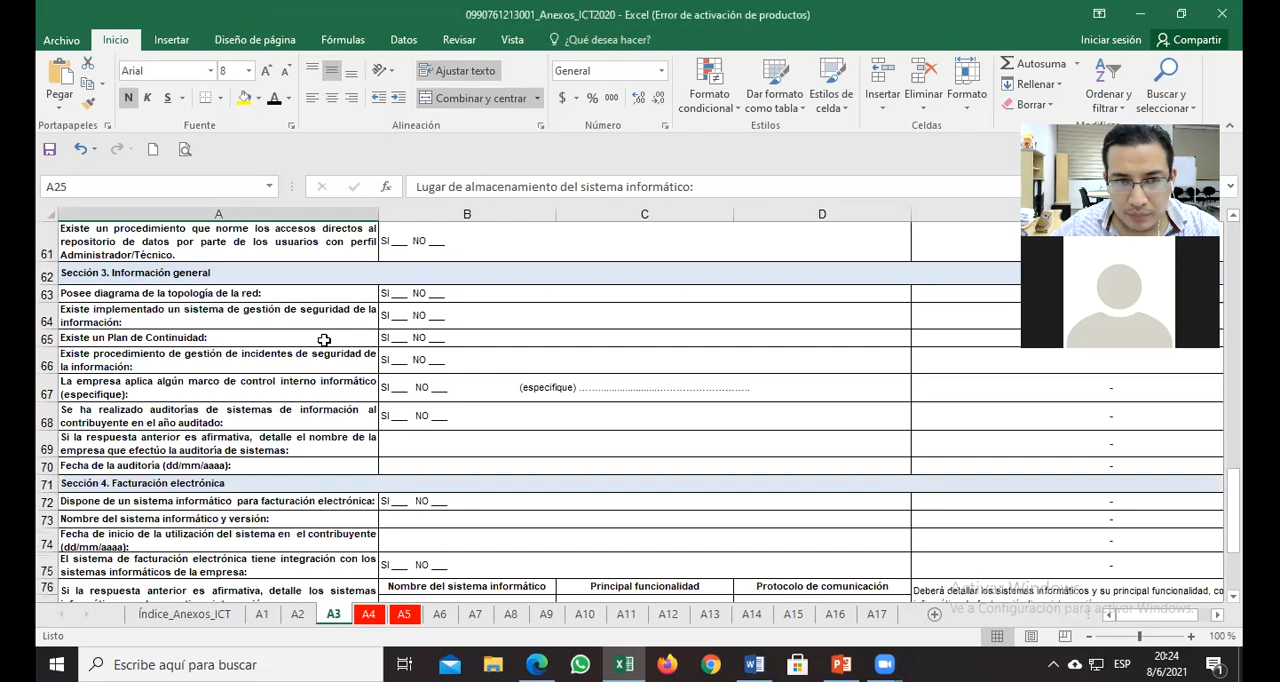 0990761213001_Anexos_ICT2020 - Excel (Error de activación de productos)
Archivo Inicio Insertar Diseño de página Fórmulas Datos Revisar Vista ¿Qué desea hacer? Iniciar sesión Compartir
Arial 8 Ajustar texto General Autosuma
Pegar N K S Combinar y centrar $ % 000 Formato condicional Dar formato como tabla Estilos de celda Insertar Eliminar Formato Rellenar Borrar Ordenar y filtrar Buscar y seleccionar
Portapapeles Fuente Alineación Número Estilos Celdas
A25 fx Lugar de almacenamiento del sistema informático:
A B C D
Existe un procedimiento que norme los accesos directos al
repositorio de datos por parte de los usuarios con perfil SI ___ NO ___
61 Administrador/Técnico.
62 Sección 3. Información general
63 Posee diagrama de la topología de la red: SI ___ NO ___
Existe implementado un sistema de gestión de seguridad de la
64 información: SI ___ NO ___
65 Existe un Plan de Continuidad: SI ___ NO ___
Existe procedimiento de gestión de incidentes de seguridad de
66 la información: SI ___ NO ___
La empresa aplica algún marco de control interno informático
67 (especifique): SI ___ NO ___ (especifique) ................................................ -
Se ha realizado auditorías de sistemas de información al
68 contribuyente en el año auditado: SI ___ NO ___ -
Si la respuesta anterior es afirmativa, detalle el nombre de la
69 empresa que efectúo la auditoría de sistemas: -
70 Fecha de la auditoría (dd/mm/aaaa): -
71 Sección 4. Facturación electrónica
72 Dispone de un sistema informático para facturación electrónica: SI ___ NO ___ -
73 Nombre del sistema informático y versión: -
Fecha de inicio de la utilización del sistema en el contribuyente
74 (dd/mm/aaaa): -
El sistema de facturación electrónica tiene integración con los
75 sistemas informáticos de la empresa: SI ___ NO ___ -
76 Nombre del sistema informático Principal funcionalidad Protocolo de comunicación
Si la respuesta anterior es afirmativa, detalle los sistemas Deberá detallar los sistemas informáticos y su principal funcionalidad, co
Activar Windows
Ve a Configuración para activar Windows.
Índice_Anexos_ICT A1 A2 A3 A4 A5 A6 A7 A8 A9 A10 A11 A12 A13 A14 A15 A16 A17
Listo 100 %
Escribe aquí para buscar ESP 20:24
8/6/2021 1